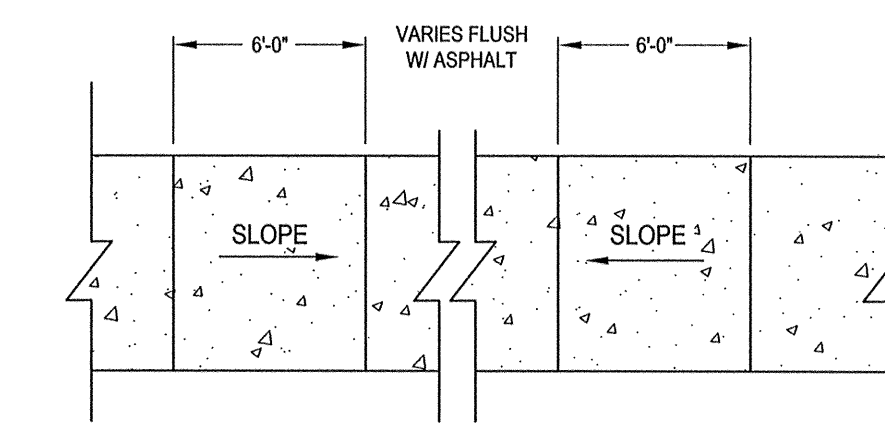 6'-0"
VARIES FLUSH
W/ ASPHALT
6'-0"
SLOPE
SLOPE